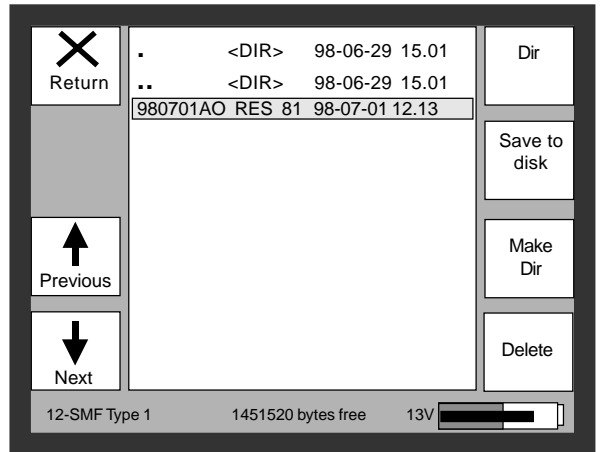 Return
. <DIR> 98-06-29 15.01
.. <DIR> 98-06-29 15.01
980701AO RES 81 98-07-01 12.13
Dir
Save to
disk
Previous
Make
Dir
Next
Delete
12-SMF Type 1 1451520 bytes free 13V